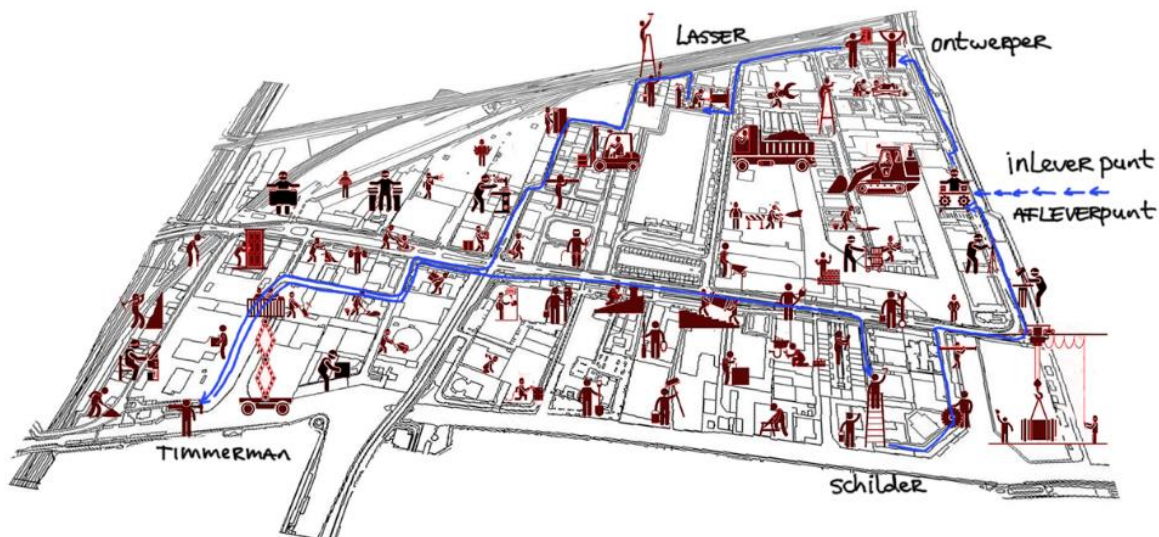 LASSER
ontwerper
inlever punt
AFLEVERpunt
TIMMERMAN
schilder